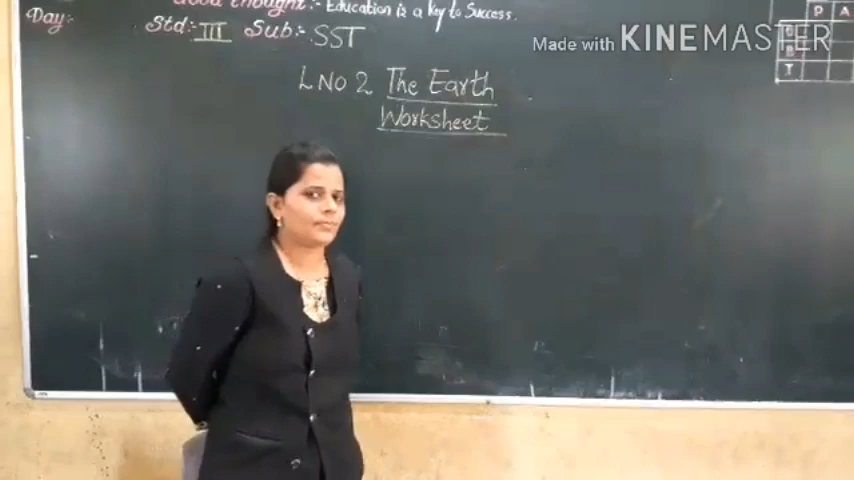 Good thought:- Education is a key to Success.
Day:
Std:- III Sub:- SST
Made with KINEMASTER
P A
B
T
L No 2 The Earth
Worksheet